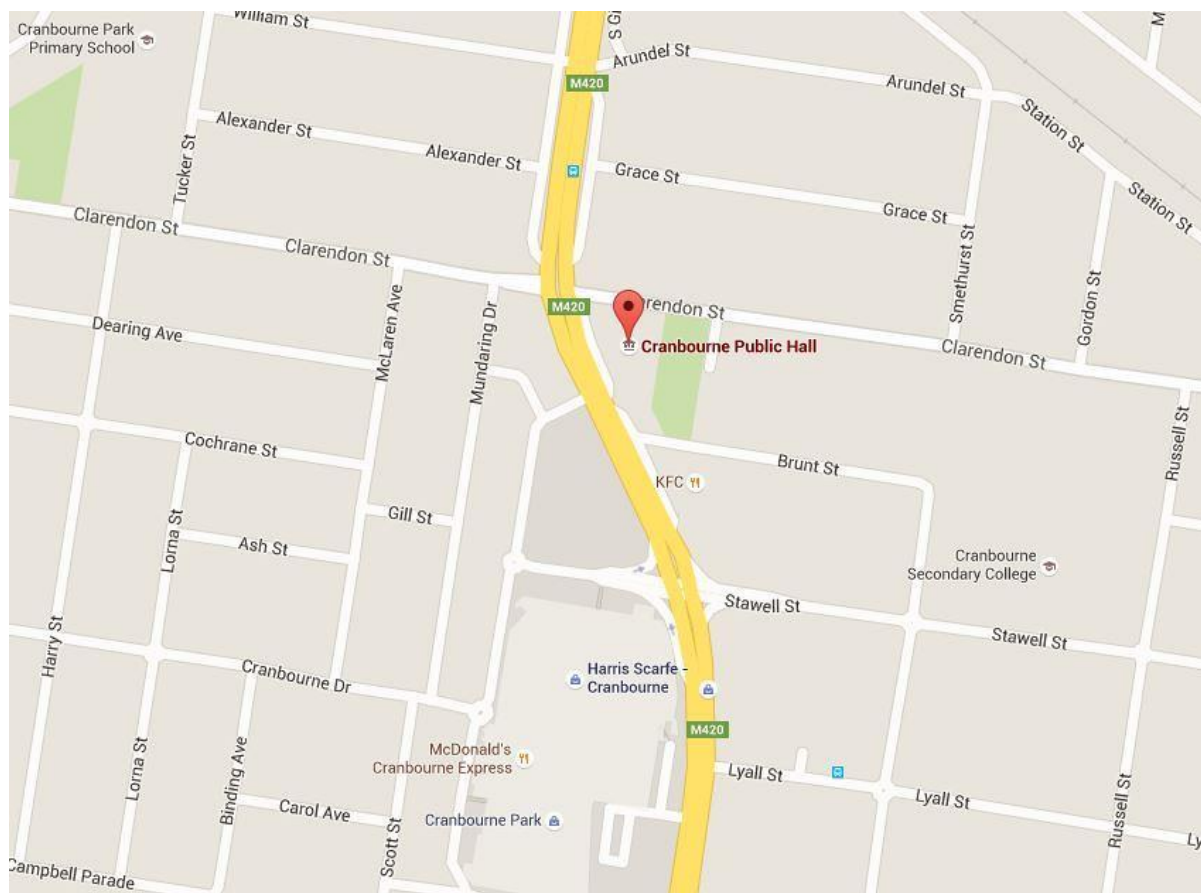 William St
S Gi
Cranbourne Park
Primary School
Arundel St
Arundel St
M420
M
Station St
Alexander St
Alexander St
Tucker St
Grace St
Grace St
Station St
Clarendon St
Clarendon St
Smethurst St
Gordon St
M420
arendon St
Clarendon St
Cranbourne Public Hall
Dearing Ave
McLaren Ave
Mundaring Dr
Russell St
Cochrane St
Brunt St
KFC
Gill St
Lorna St
Ash St
Cranbourne
Secondary College
Stawell St
Stawell St
Harry St
Cranbourne Dr
Harris Scarfe -
Cranbourne
M420
McDonald's
Cranbourne Express
Lyall St
Lyall St
Lorna St
Binding Ave
Carol Ave
Cranbourne Park
Scott St
Russell St
Ly
Campbell Parade